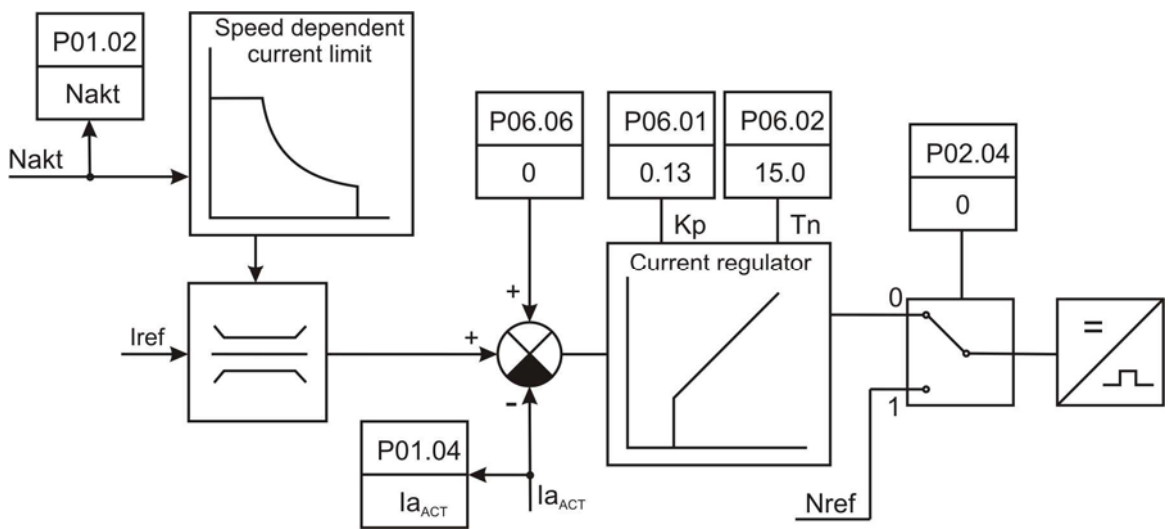 P01.02
Nakt
Nakt
Speed dependent
current limit
P06.06
0
P06.01
0.13
P06.02
15.0
P02.04
0
Kp
Tn
Current regulator
Iref
+
+
-
0
1
=
P01.04
Ia_ACT
Ia_ACT
Nref